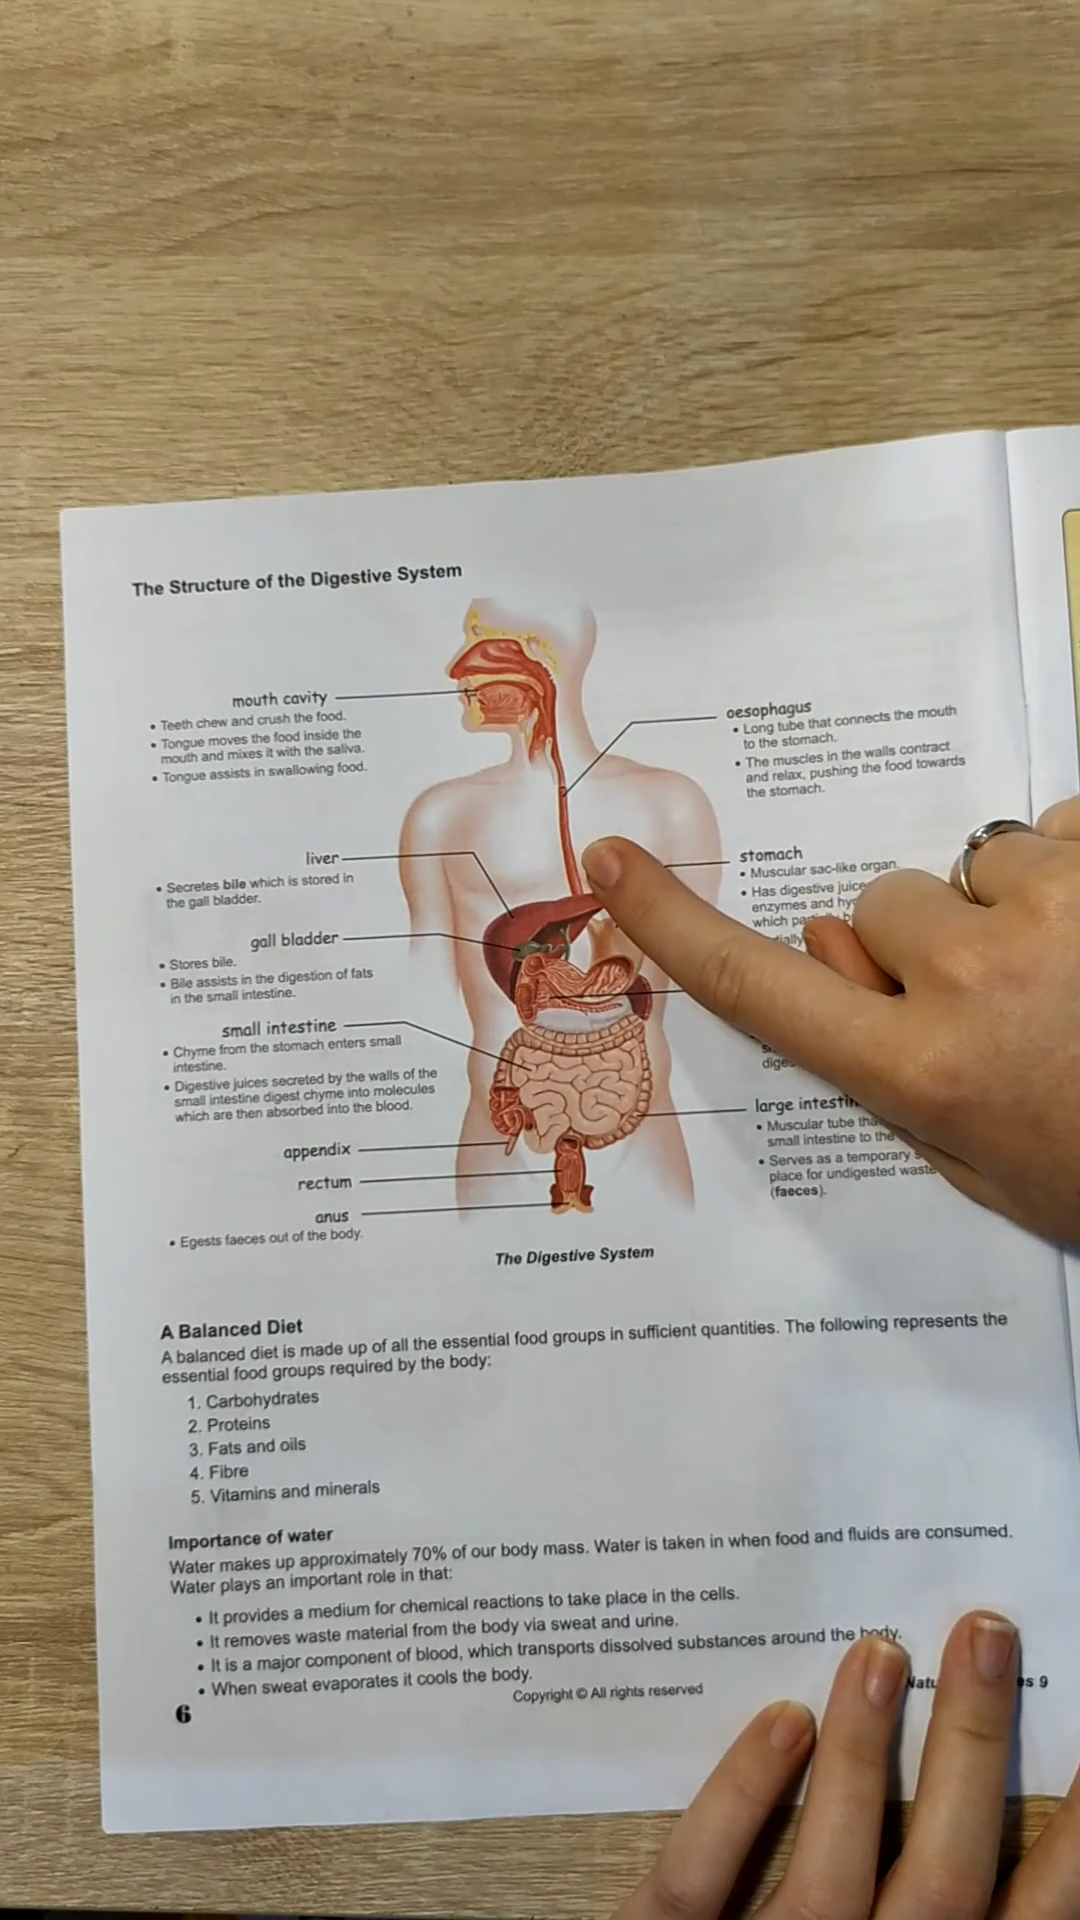 The Structure of the Digestive System
mouth cavity
• Teeth chew and crush the food.
• Tongue moves the food inside the
mouth and mixes it with the saliva.
• Tongue assists in swallowing food.
liver
• Secretes bile which is stored in
the gall bladder.
gall bladder
• Stores bile.
• Bile assists in the digestion of fats
in the small intestine.
small intestine
• Chyme from the stomach enters small
intestine.
• Digestive juices secreted by the walls of the
small intestine digest chyme into molecules
which are then absorbed into the blood.
appendix
rectum
anus
• Egests faeces out of the body.
oesophagus
• Long tube that connects the mouth
to the stomach.
• The muscles in the walls contract
and relax, pushing the food towards
the stomach.
stomach
• Muscular sac-like organ.
• Has digestive
enzymes and
which
large
• Muscular tube
small intestine to the
• Serves as a temporary
place for undigested waste
(faeces).
The Digestive System
A Balanced Diet
A balanced diet is made up of all the essential food groups in sufficient quantities. The following represents the
essential food groups required by the body:
1. Carbohydrates
2. Proteins
3. Fats and oils
4. Fibre
5. Vitamins and minerals
Importance of water
Water makes up approximately 70% of our body mass. Water is taken in when food and fluids are consumed.
Water plays an important role in that:
• It provides a medium for chemical reactions to take place in the cells.
• It removes waste material from the body via sweat and urine.
• It is a major component of blood, which transports dissolved substances around the body.
• When sweat evaporates it cools the body.
6
Copyright © All rights reserved
9